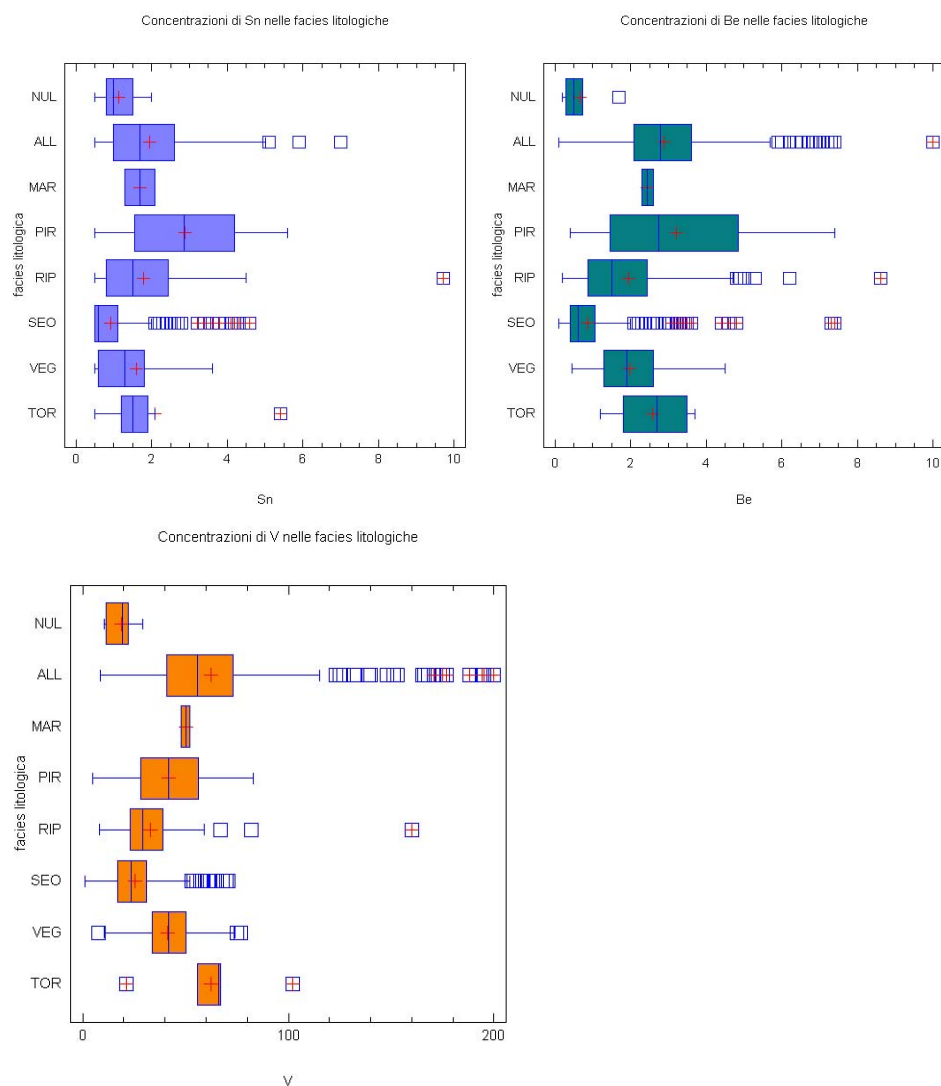 Concentrazioni di Sn nelle facies litologiche
facies litologica
NUL
ALL
MAR
PIR
RIP
SEO
VEG
TOR
0 2 4 6 8 10
Sn
Concentrazioni di Be nelle facies litologiche
facies litologica
NUL
ALL
MAR
PIR
RIP
SEO
VEG
TOR
0 2 4 6 8 10
Be
Concentrazioni di V nelle facies litologiche
facies litologica
NUL
ALL
MAR
PIR
RIP
SEO
VEG
TOR
0 100 200
V